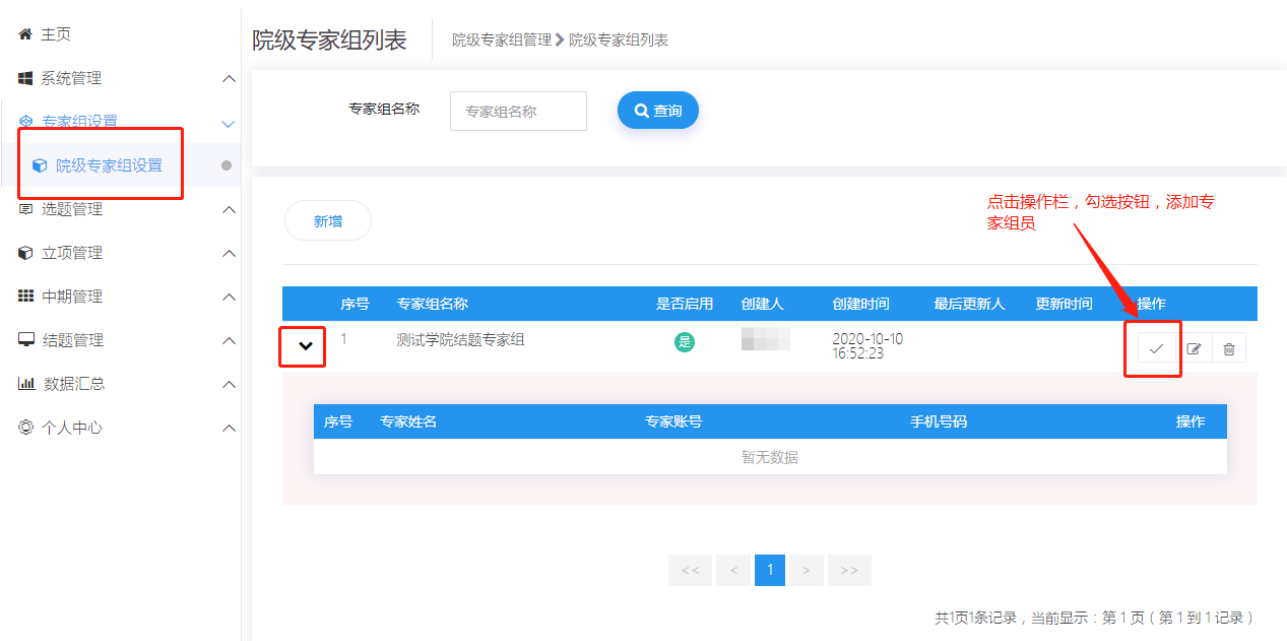 主页
系统管理
专家组设置
院级专家组设置
选题管理
立项管理
中期管理
结题管理
数据汇总
个人中心
院级专家组列表
院级专家组管理 院级专家组列表
专家组名称 专家组名称 查询
新增
点击操作栏，勾选按钮，添加专
家组员
序号 专家组名称 是否启用 创建人 创建时间 最后更新人 更新时间 操作
1 测试学院结题专家组 是 2020-10-10
16:52:23
序号 专家姓名 专家账号 手机号码 操作
暂无数据
<< < 1 > >>
共1页1条记录，当前显示：第 1 页 ( 第 1 到 1 记录 )